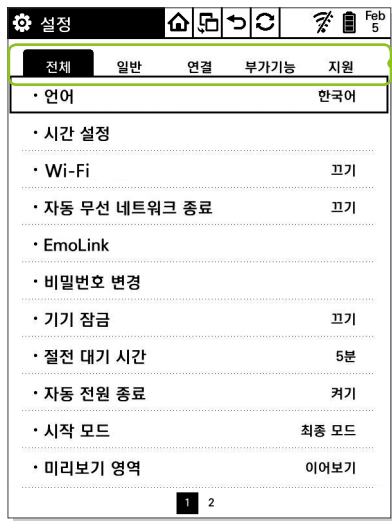 설정 Feb 5
전체 일반 연결 부가기능 지원
· 언어 한국어
· 시간 설정
· Wi-Fi 끄기
· 자동 무선 네트워크 종료 끄기
· EmoLink
· 비밀번호 변경
· 기기 잠금 끄기
· 절전 대기 시간 5분
· 자동 전원 종료 켜기
· 시작 모드 최종 모드
· 미리보기 영역 이어보기
1 2